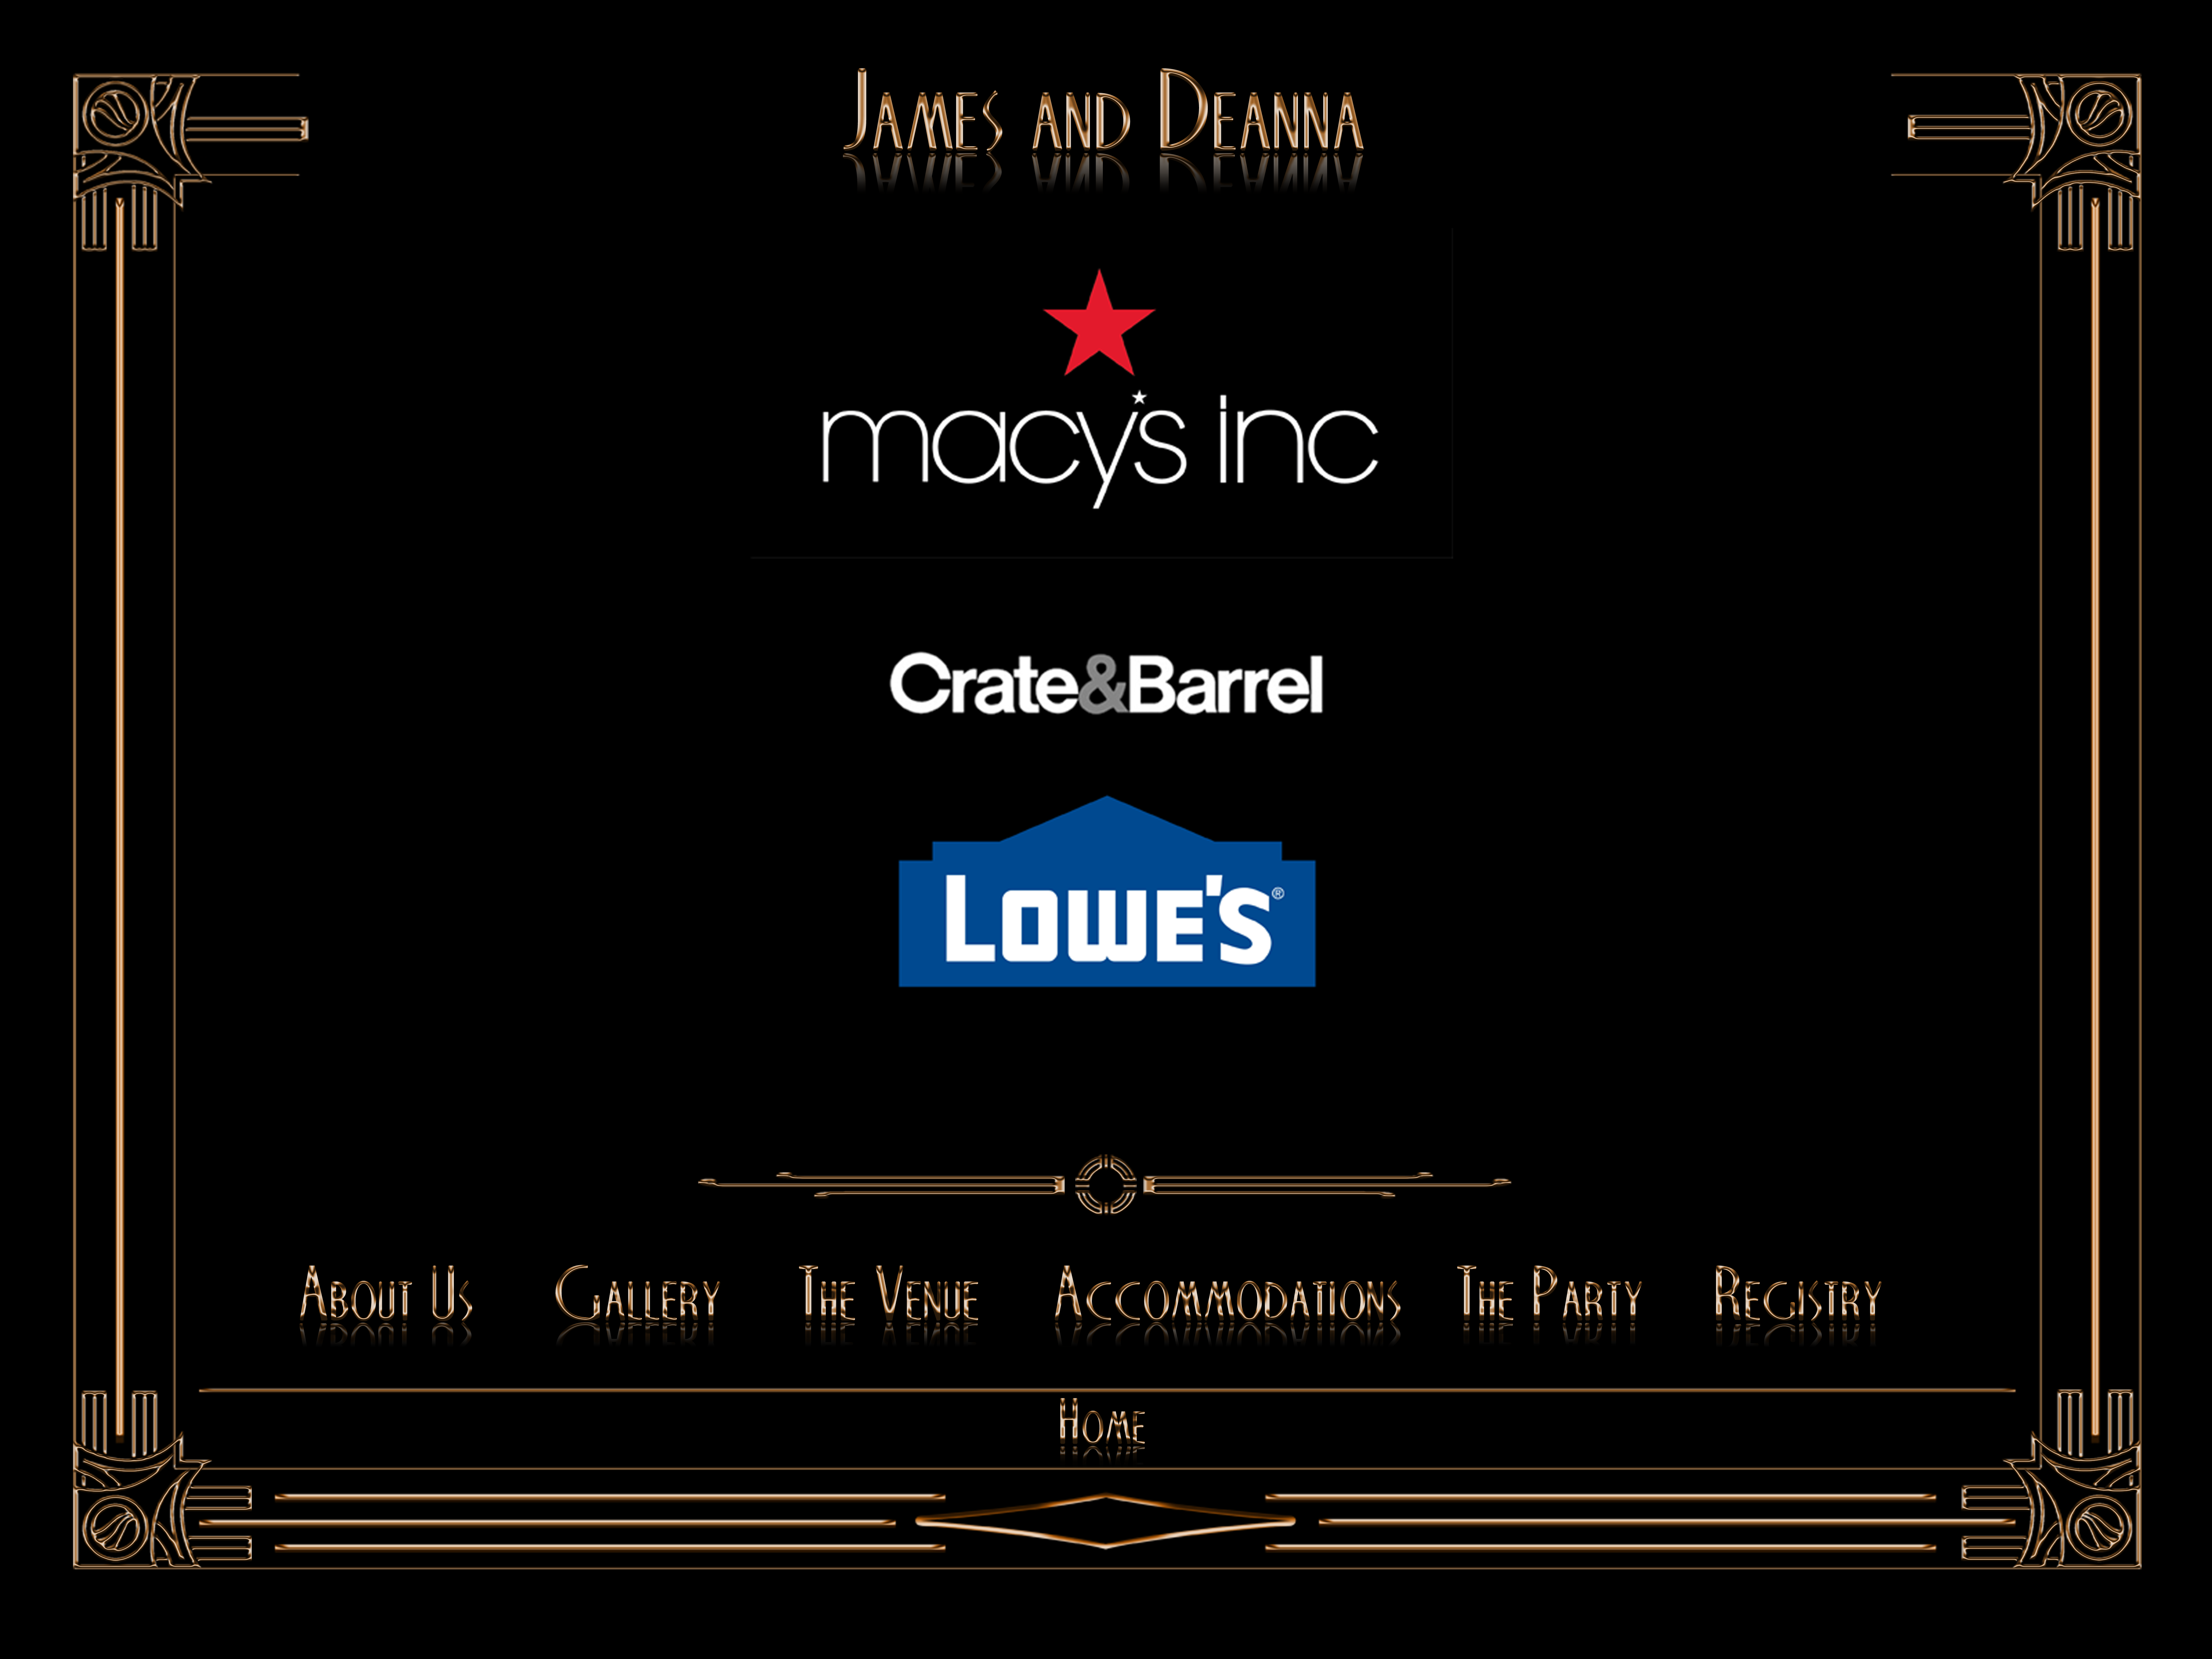 James and Deanna
macy's inc
Crate&Barrel
Lowe's®
About Us Gallery The Venue Accommodations The Party Registry
Home